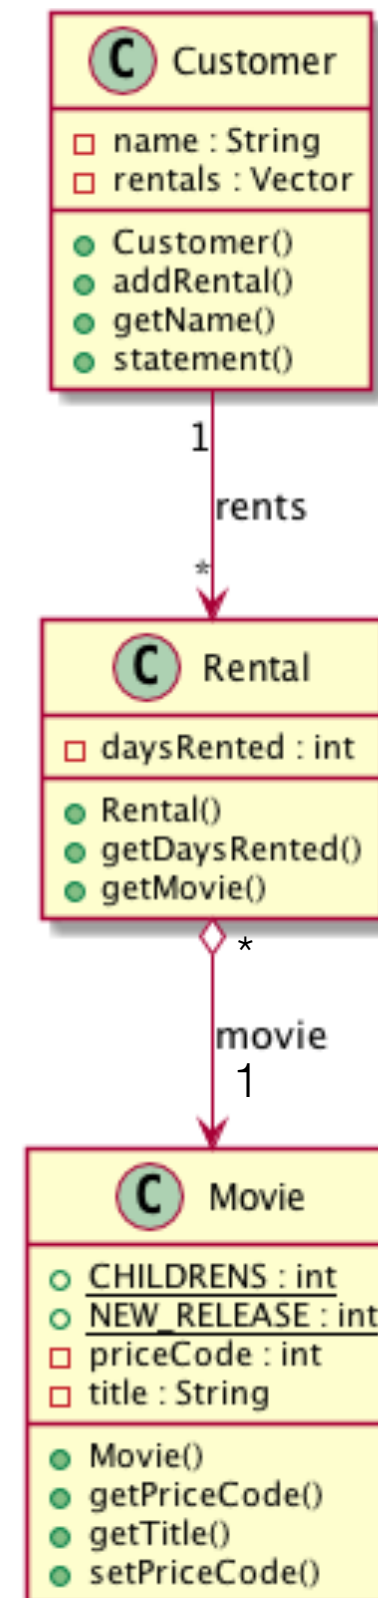 C Customer
name : String
rentals : Vector
Customer()
addRental()
getName()
statement()
1
rents
*
C Rental
daysRented : int
Rental()
getDaysRented()
getMovie()
*
movie
1
C Movie
CHILDRENS : int
NEW_RELEASE : int
priceCode : int
title : String
Movie()
getPriceCode()
getTitle()
setPriceCode()